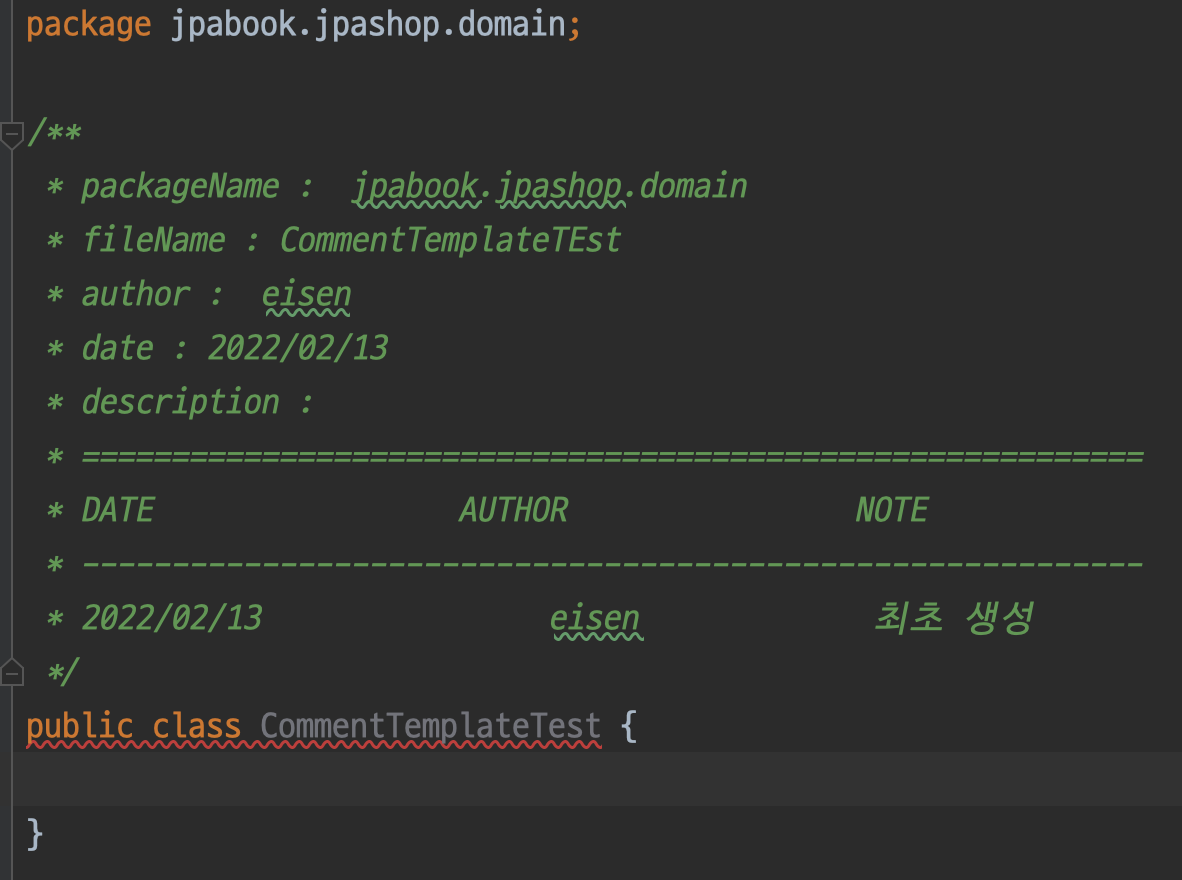 package jpabook.jpashop.domain;
/**
 * packageName :  jpabook.jpashop.domain
 * fileName : CommentTemplateTEst
 * author :  eisen
 * date : 2022/02/13
 * description :
 * ===========================================================
 * DATE                 AUTHOR                NOTE
 * -----------------------------------------------------------
 * 2022/02/13                eisen             최초 생성
 */
public class CommentTemplateTest {
}